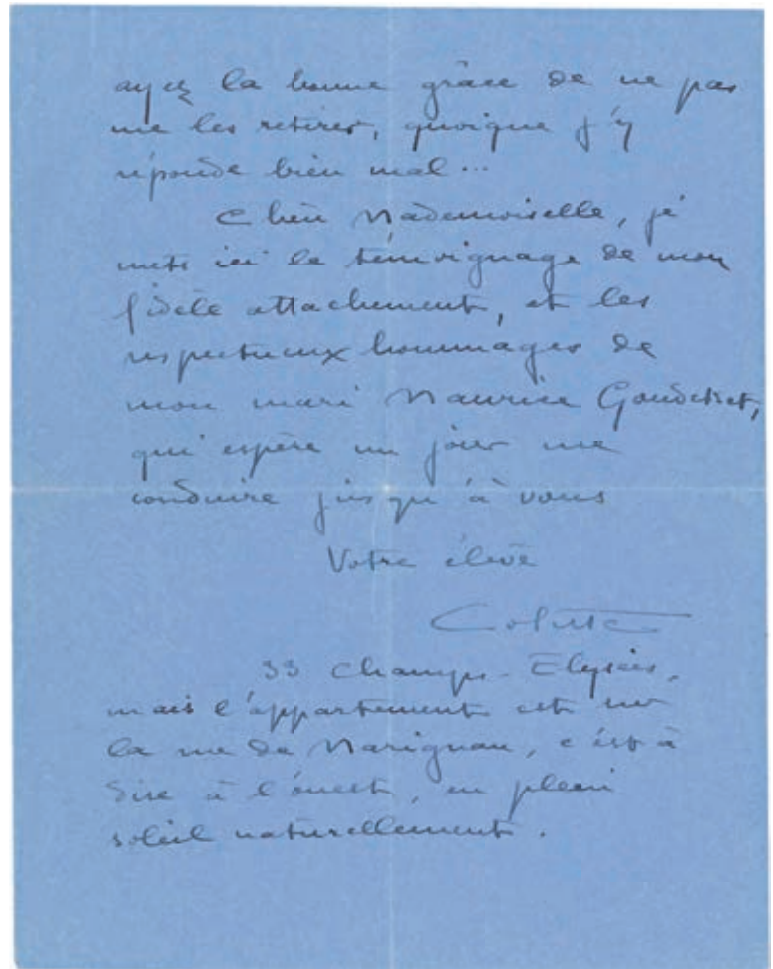 ayez la bonne grâce de ne pas
me les retirer, quoique j'y
réponde bien mal...
Chère Mademoiselle, je
mets ici le témoignage de mon
fidèle attachement, et les
respectueux hommages de
mon mari Maurice Goudeket,
qui espère un jour me
conduire jusqu'à vous
Votre élève
Colette
33 Champs-Elysées,
mais l'appartement est sur
la rue de Marignan, c'est à
dire à l'ouest, en plein
soleil naturellement.